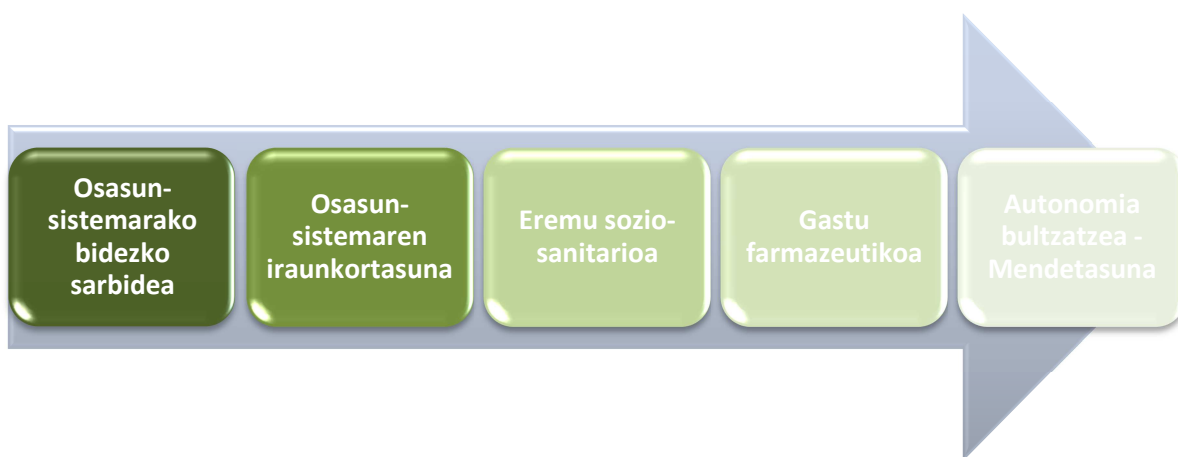 Osasun-
sistemarako
bidezko
sarbidea
Osasun-
sistemaren
iraunkortasuna
Eremu sozio-
sanitarioa
Gastu
farmazeutikoa
Autonomia
bultzatzea -
Mendetasuna